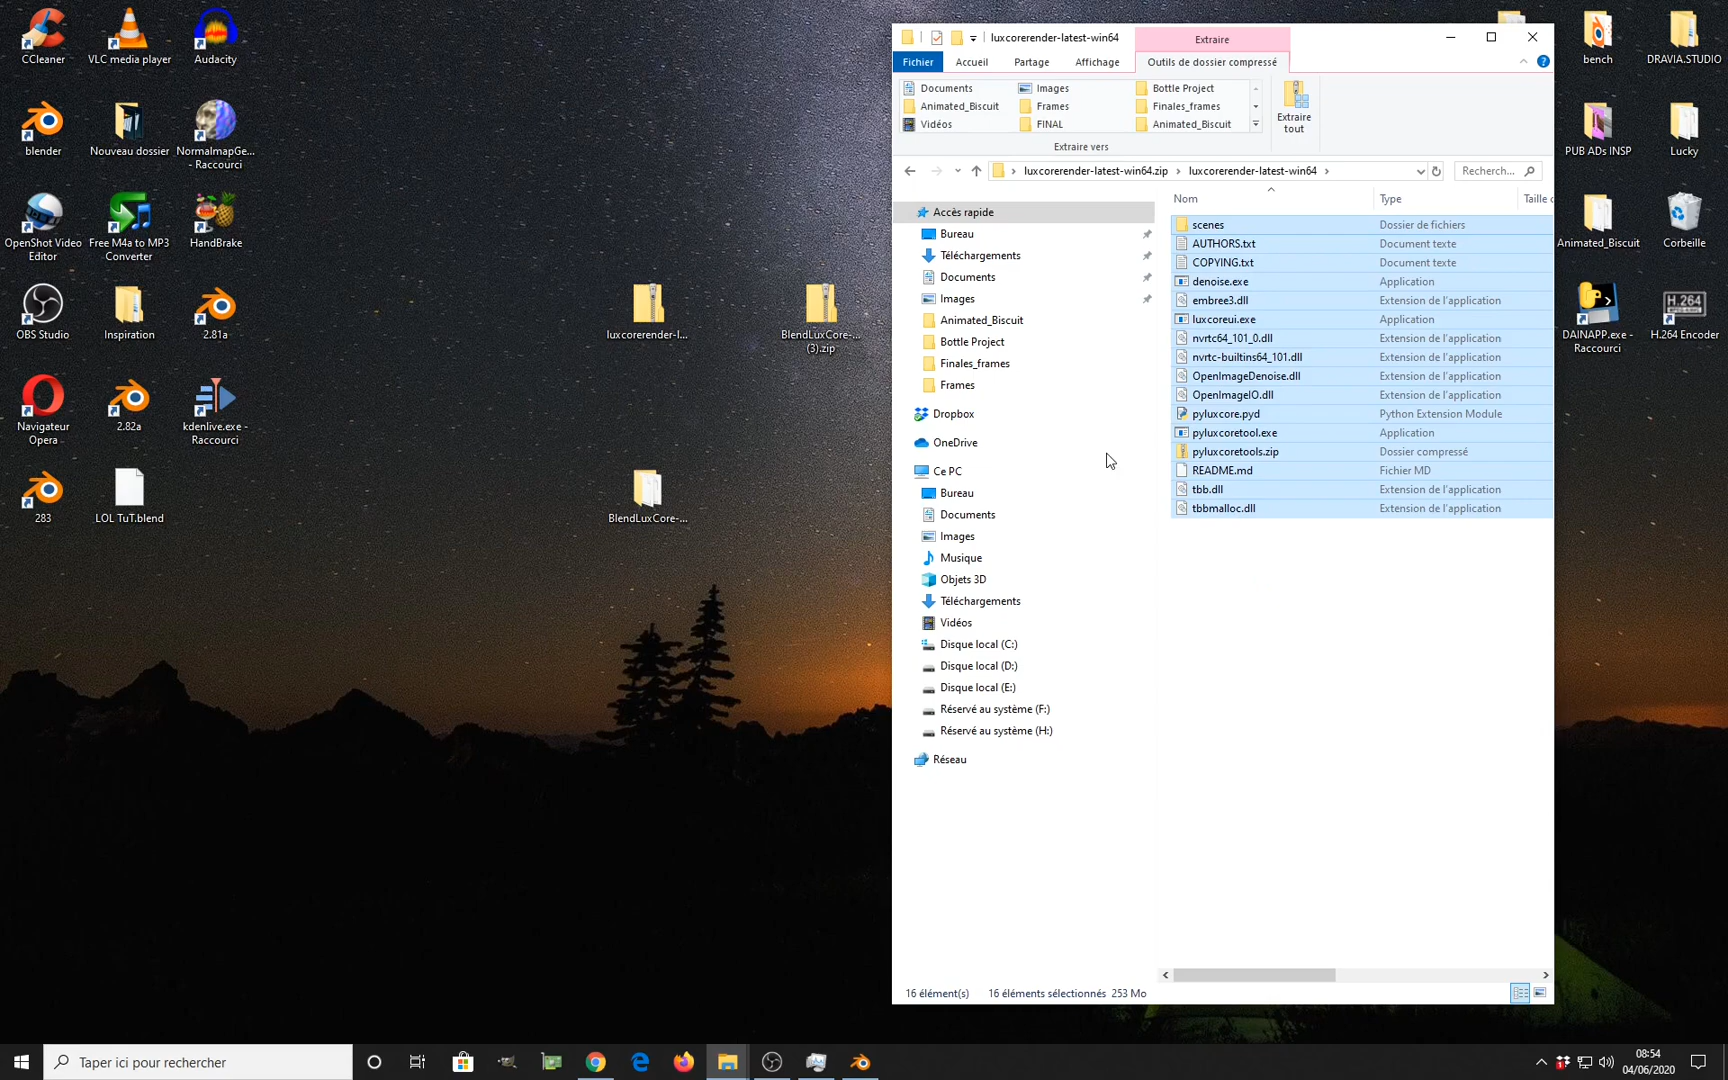 CCleaner
VLC media player
Audacity
blender
Nouveau dossier
NormalmapGe...
- Raccourci
OpenShot Video
Editor
Free M4a to MP3
Converter
HandBrake
OBS Studio
Inspiration
2.81a
Navigateur
Opera
2.82a
kdenlive.exe -
Raccourci
283
LOL TuT.blend
luxcorerender-l...
BlendLuxCore-...
(3).zip
BlendLuxCore-...
luxcorerender-latest-win64
Extraire
Fichier
Accueil
Partage
Affichage
Outils de dossier compressé
Documents
Images
Bottle Project
Animated_Biscuit
Frames
Finales_frames
Vidéos
FINAL
Animated_Biscuit
Extraire
tout
Extraire vers
luxcorerender-latest-win64.zip
luxcorerender-latest-win64
Recherch...
Accès rapide
Bureau
Téléchargements
Documents
Images
Animated_Biscuit
Bottle Project
Finales_frames
Frames
Dropbox
OneDrive
Ce PC
Bureau
Documents
Images
Musique
Objets 3D
Téléchargements
Vidéos
Disque local (C:)
Disque local (D:)
Disque local (E:)
Réservé au système (F:)
Réservé au système (H:)
Réseau
Nom Type Taille
scenes Dossier de fichiers
AUTHORS.txt Document texte
COPYING.txt Document texte
denoise.exe Application
embree3.dll Extension de l'application
luxcoreui.exe Application
nvrtc64_101_0.dll Extension de l'application
nvrtc-builtins64_101.dll Extension de l'application
OpenImageDenoise.dll Extension de l'application
OpenImageIO.dll Extension de l'application
pyluxcore.pyd Python Extension Module
pyluxcoretool.exe Application
pyluxcoretools.zip Dossier compressé
README.md Fichier MD
tbb.dll Extension de l'application
tbbmalloc.dll Extension de l'application
16 élément(s) 16 éléments sélectionnés 253 Mo
bench
DRAVIA.STUDIO
PUB ADs INSP
Lucky
Animated_Biscuit
Corbeille
DAINAPP.exe -
Raccourci
H.264
H.264 Encoder
Taper ici pour rechercher
08:54
04/06/2020